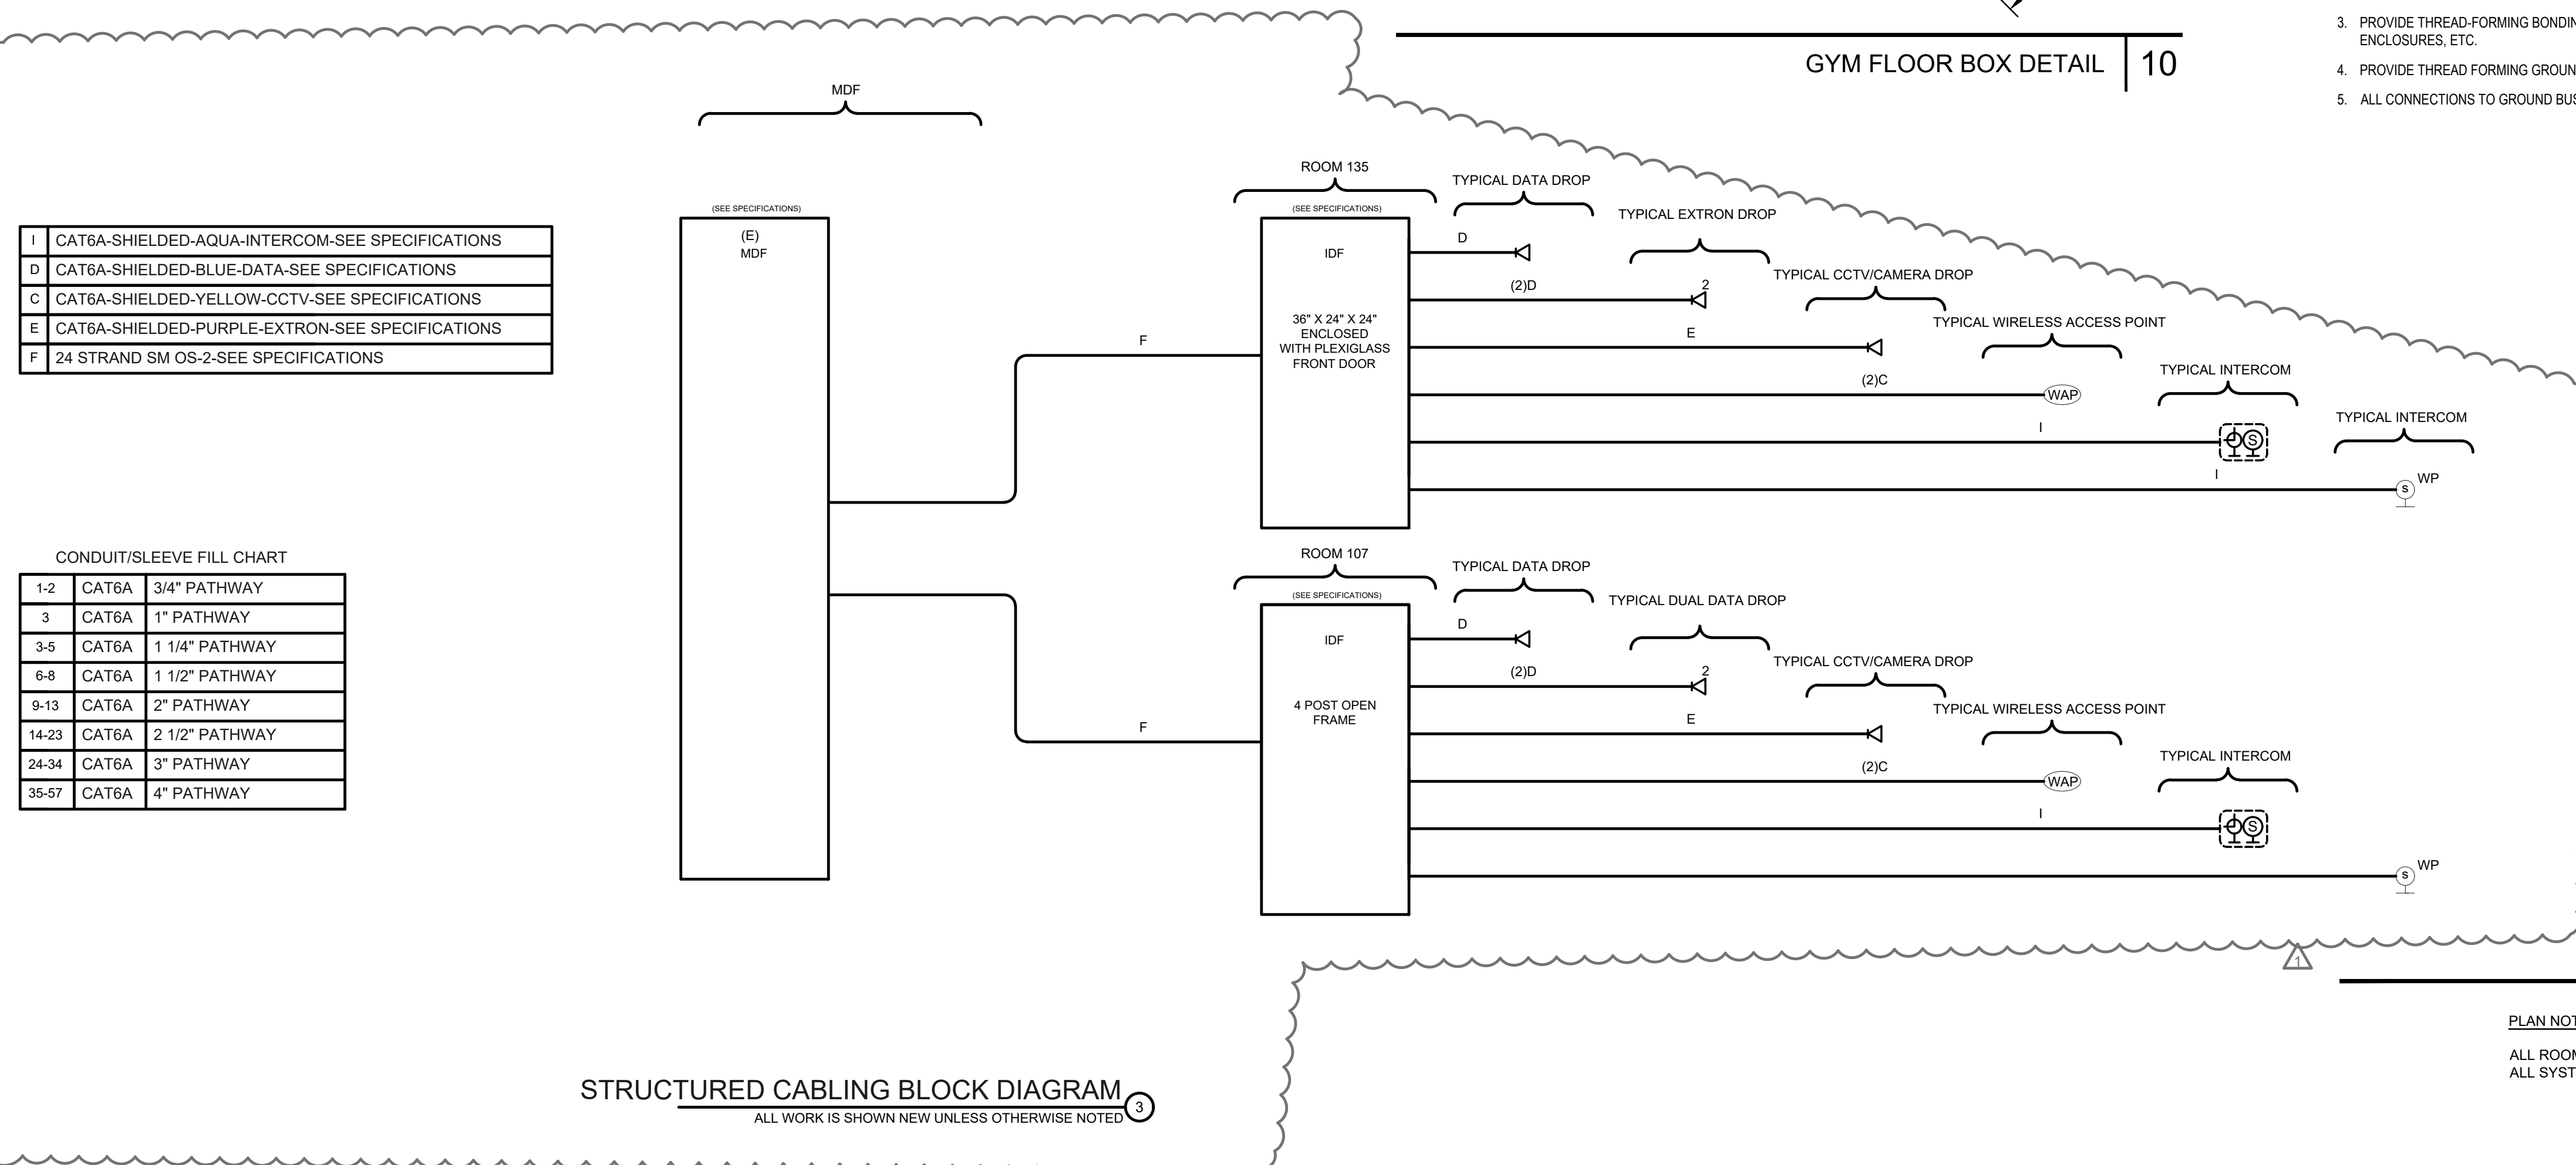 GYM FLOOR BOX DETAIL 10
3. PROVIDE THREAD-FORMING
ENCLOSURES, ETC.
4. PROVIDE THREAD FORMING
5. ALL CONNECTIONS TO GROUND
MDF
(SEE SPECIFICATIONS)
(E)
MDF
I CAT6A-SHIELDED-AQUA-INTERCOM-SEE SPECIFICATIONS
D CAT6A-SHIELDED-BLUE-DATA-SEE SPECIFICATIONS
C CAT6A-SHIELDED-YELLOW-CCTV-SEE SPECIFICATIONS
E CAT6A-SHIELDED-PURPLE-EXTRON-SEE SPECIFICATIONS
F 24 STRAND SM OS-2-SEE SPECIFICATIONS
CONDUIT/SLEEVE FILL CHART
1-2 CAT6A 3/4" PATHWAY
3 CAT6A 1" PATHWAY
3-5 CAT6A 1 1/4" PATHWAY
6-8 CAT6A 1 1/2" PATHWAY
9-13 CAT6A 2" PATHWAY
14-23 CAT6A 2 1/2" PATHWAY
24-34 CAT6A 3" PATHWAY
35-57 CAT6A 4" PATHWAY
F
F
ROOM 135
(SEE SPECIFICATIONS)
IDF
36" X 24" X 24"
ENCLOSED
WITH PLEXIGLASS
FRONT DOOR
TYPICAL DATA DROP
D
TYPICAL EXTRON DROP
(2)D
2
TYPICAL CCTV/CAMERA DROP
E
TYPICAL WIRELESS ACCESS POINT
(2)C
WAP
TYPICAL INTERCOM
I
S
TYPICAL INTERCOM
I
S WP
ROOM 107
(SEE SPECIFICATIONS)
IDF
4 POST OPEN
FRAME
TYPICAL DATA DROP
D
TYPICAL DUAL DATA DROP
(2)D
2
TYPICAL CCTV/CAMERA DROP
E
TYPICAL WIRELESS ACCESS POINT
(2)C
WAP
TYPICAL INTERCOM
I
S
S WP
1
PLAN
ALL
ALL
STRUCTURED CABLING BLOCK DIAGRAM 3
ALL WORK IS SHOWN NEW UNLESS OTHERWISE NOTED